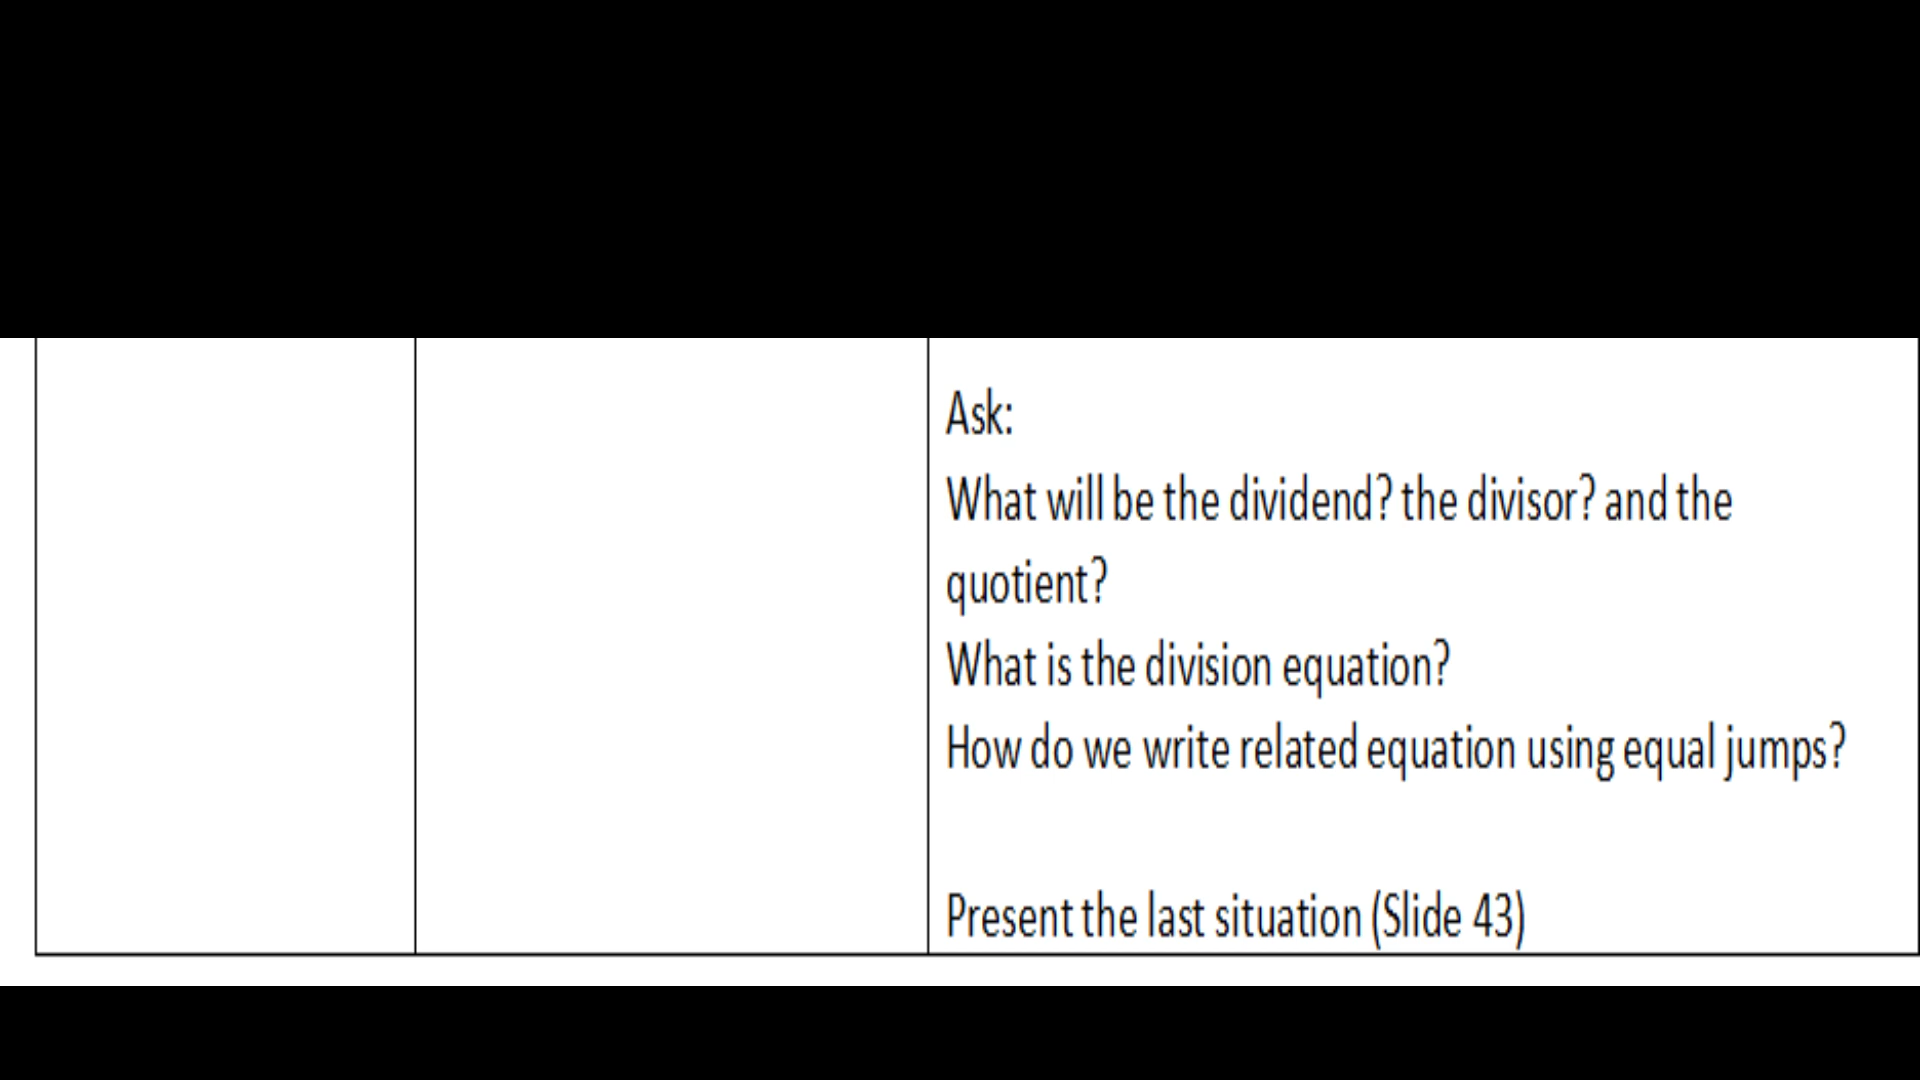 Ask:
What will be the dividend? the divisor? and the
quotient?
What is the division equation?
How do we write related equation using equal jumps?
Present the last situation (Slide 43)